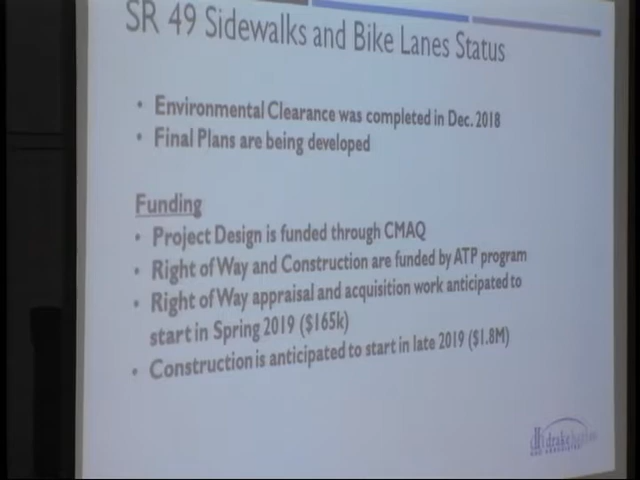 SR 49 Sidewalks and Bike Lanes Status
• Environmental Clearance was completed in Dec. 2018
• Final Plans are being developed
Funding
• Project Design is funded through CMAQ
• Right of Way and Construction are funded by ATP program
• Right of Way appraisal and acquisition work anticipated to
start in Spring 2019 ($165k)
• Construction is anticipated to start in late 2019 ($1.8M)
drake
AND ASSOCIATES